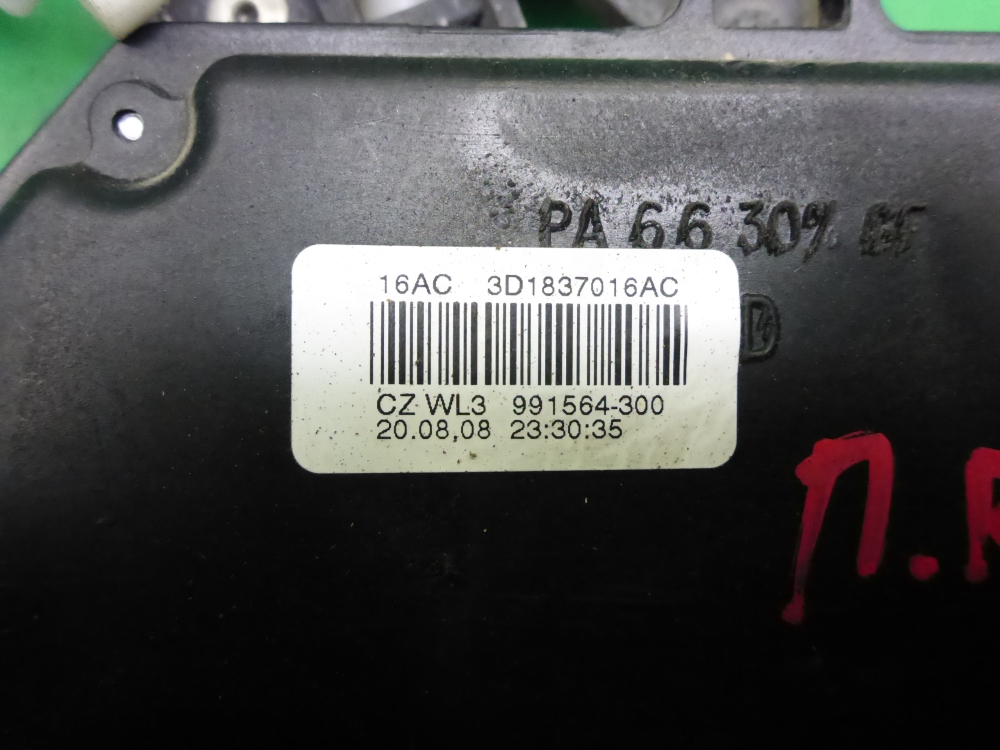 PA 66 30% GF
16AC 3D1837016AC
CZ WL3 991564-300
20.08,08 23:30:35
П.